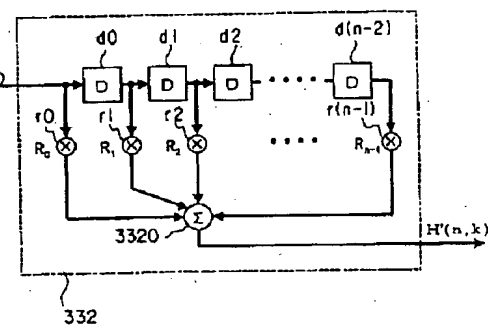 d0 d1 d2 d(n-2)
D D D •••• D
r0 r1 r2 •••• r(n-1)
R₀ R₁ R₂ Rₙ₋₁
Σ
3320
H'(n,k)
332